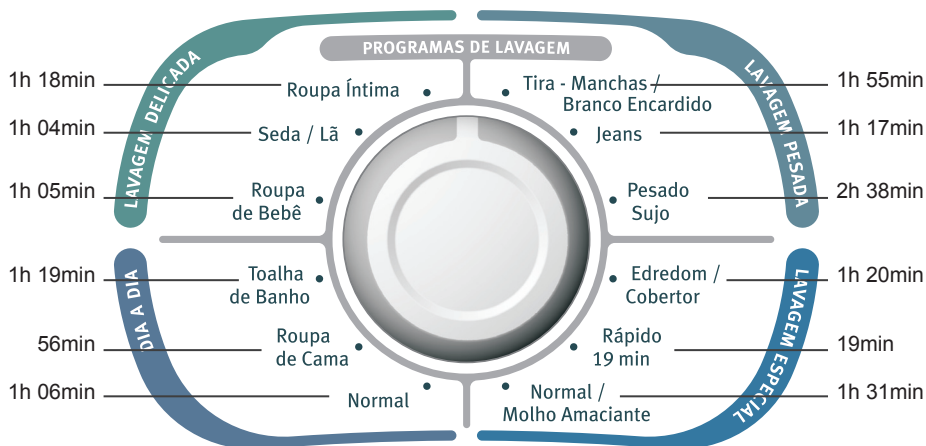 PROGRAMAS DE LAVAGEM
LAVAGEM DELICADA
1h 18min
Roupa Íntima
1h 04min
Seda / Lã
1h 05min
Roupa
de Bebê
LAVAGEM PESADA
Tira - Manchas /
Branco Encardido
1h 55min
Jeans
1h 17min
Pesado
Sujo
2h 38min
DIA A DIA
1h 19min
Toalha
de Banho
56min
Roupa
de Cama
1h 06min
Normal
LAVAGEM ESPECIAL
Edredom /
Cobertor
1h 20min
Rápido
19 min
19min
Normal /
Molho Amaciante
1h 31min